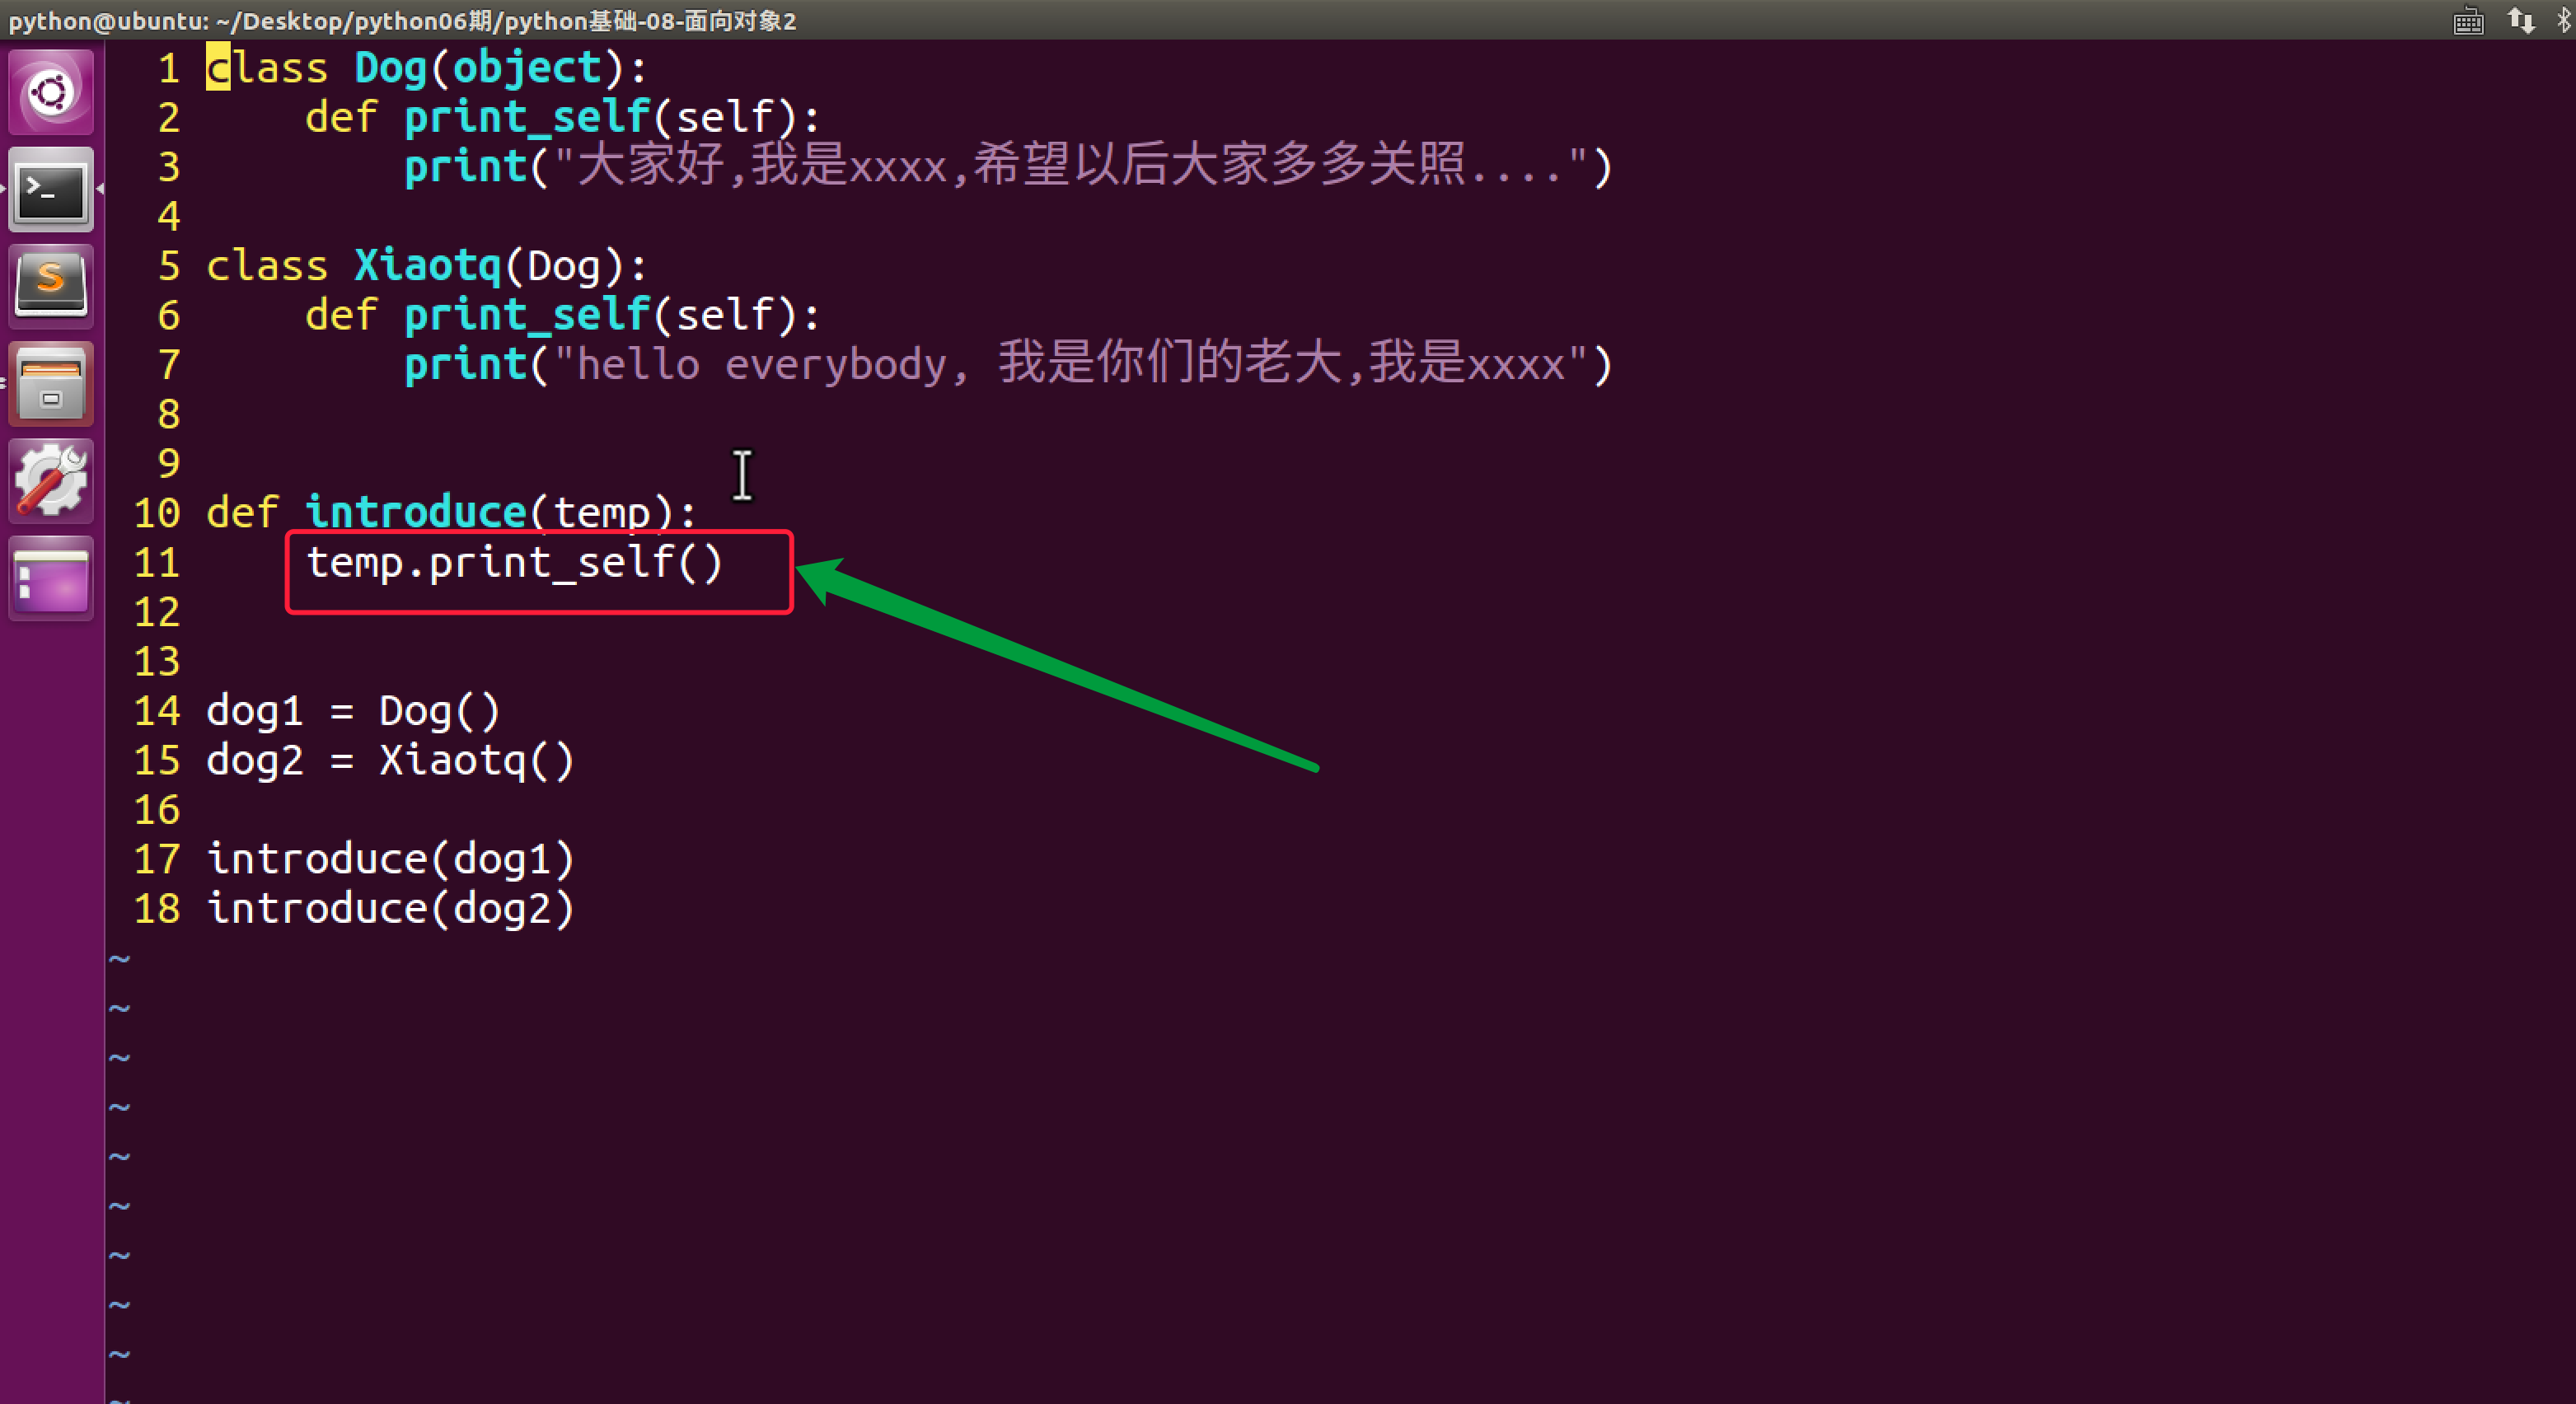 python@ubuntu: ~/Desktop/python06期/python基础-08-面向对象2
1 class Dog(object):
2     def print_self(self):
3         print("大家好,我是xxxx,希望以后大家多多关照....")
4
5 class Xiaotq(Dog):
6     def print_self(self):
7         print("hello everybody, 我是你们的老大,我是xxxx")
8
9
10 def introduce(temp):
11     temp.print_self()
12
13
14 dog1 = Dog()
15 dog2 = Xiaotq()
16
17 introduce(dog1)
18 introduce(dog2)
~
~
~
~
~
~
~
~
~
~